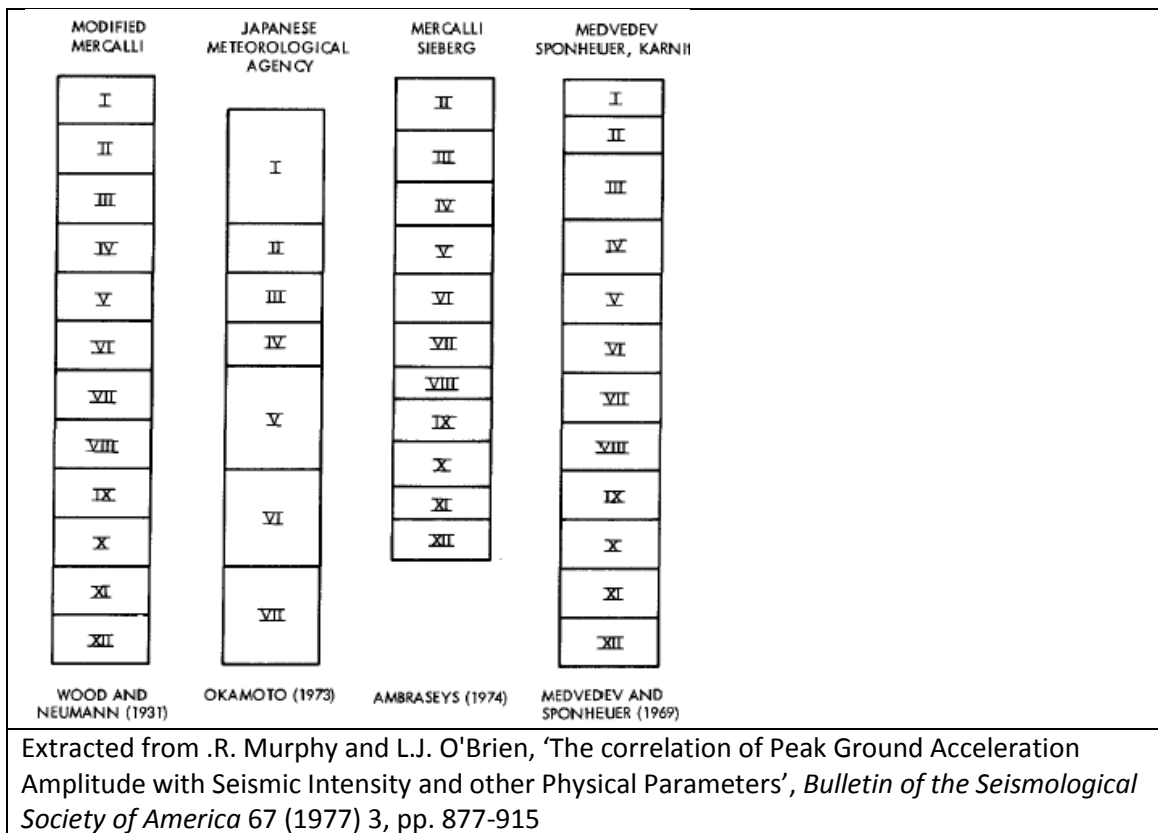 MODIFIED
MERCALLI
I
II
III
IV
V
VI
VII
VIII
IX
X
XI
XII
WOOD AND
NEUMANN (1931)
JAPANESE
METEOROLOGICAL
AGENCY
I
II
III
IV
V
VI
VII
OKAMOTO (1973)
MERCALLI
SIEBERG
II
III
IV
V
VI
VII
VIII
IX
X
XI
XII
AMBRASEYS (1974)
MEDVEDEV
SPONHEUER, KARNII
I
II
III
IV
V
VI
VII
VIII
IX
X
XI
XII
MEDVEDEV AND
SPONHEUER (1969)
Extracted from .R. Murphy and L.J. O'Brien, ‘The correlation of Peak Ground Acceleration
Amplitude with Seismic Intensity and other Physical Parameters’, Bulletin of the Seismological
Society of America 67 (1977) 3, pp. 877-915